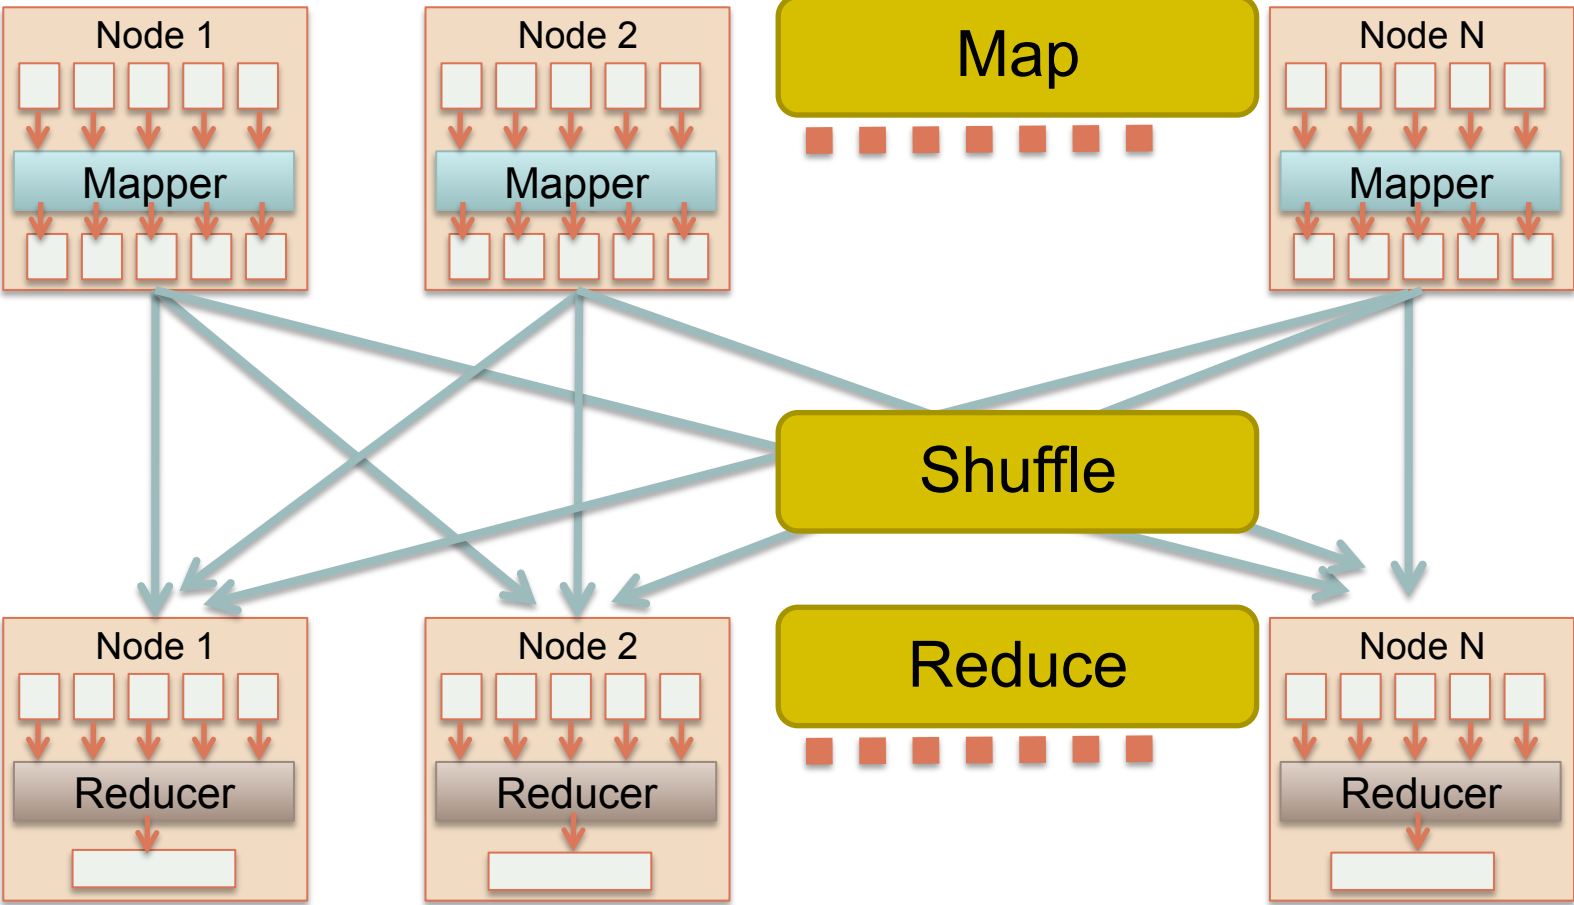 Node 1
Node 2
Map
Node N
Mapper
Mapper
Mapper
Shuffle
Node 1
Node 2
Reduce
Node N
Reducer
Reducer
Reducer